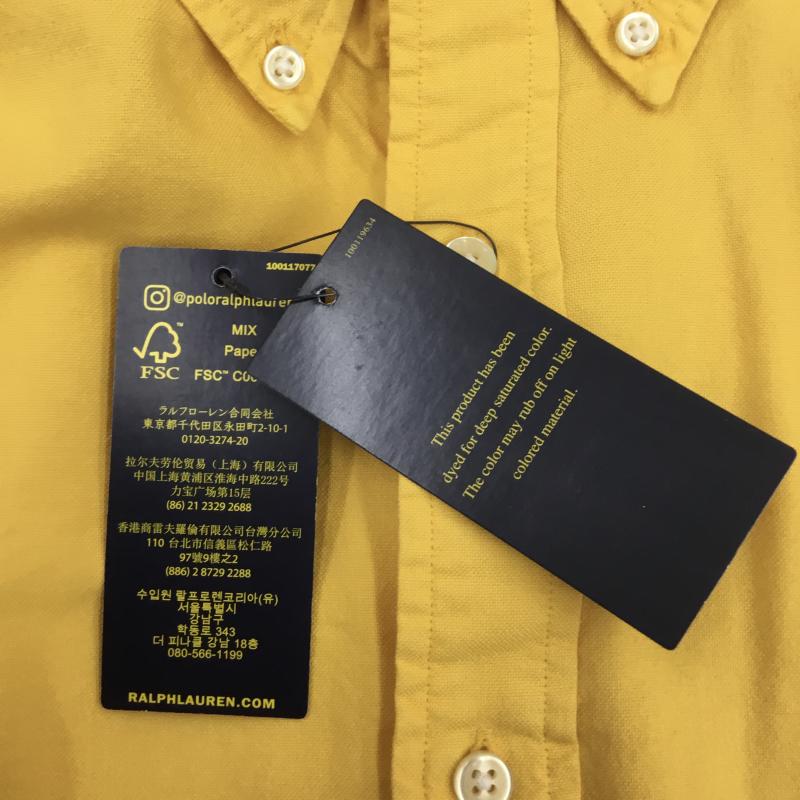 100117077
@poloralphlauren
MIX
FSC
FSC™
ラルフローレン合同会社
東京都千代田区永田町2-10-1
0120-3274-20
拉尔夫劳伦贸易（上海）有限公司
中国上海黄浦区淮海中路222号
力宝广场第15层
(86) 21 2329 2688
香港商雷夫羅倫有限公司台灣分公司
110 台北市信義區松仁路
97號9樓之2
(886) 2 8729 2288
수입원 랄프로렌코리아(유)
서울특별시
강남구
학동로 343
더 피나클 강남 18층
080-566-1199
RALPHLAUREN.COM
100119634
This product has been
dyed for deep saturated color.
The color may rub off on light
colored material.